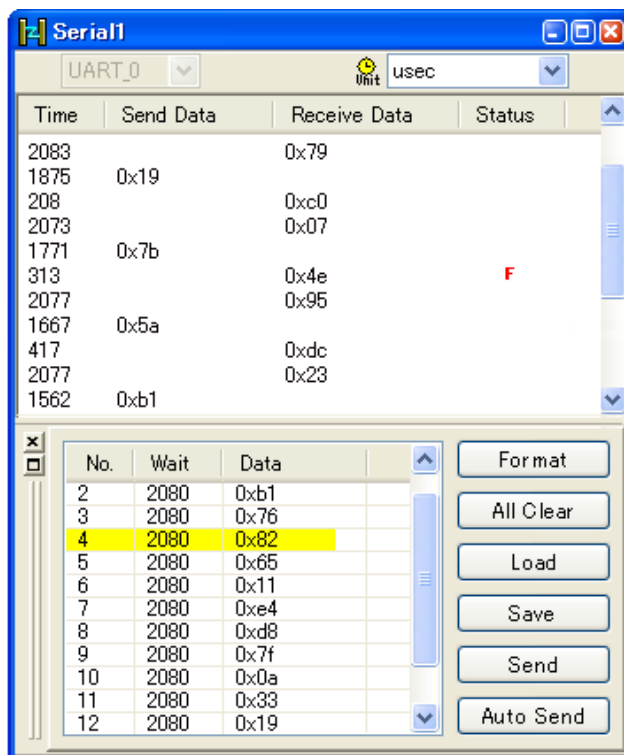 Serial1
UART_0 Unit usec
Time Send Data Receive Data Status
2083 0x79
1875 0x19
208 0xc0
2073 0x07
1771 0x7b
313 0x4e F
2077 0x95
1667 0x5a
417 0xdc
2077 0x23
1562 0xb1
No. Wait Data
2 2080 0xb1
3 2080 0x76
4 2080 0x82
5 2080 0x65
6 2080 0x11
7 2080 0xe4
8 2080 0xd8
9 2080 0x7f
10 2080 0x0a
11 2080 0x33
12 2080 0x19
Format
All Clear
Load
Save
Send
Auto Send